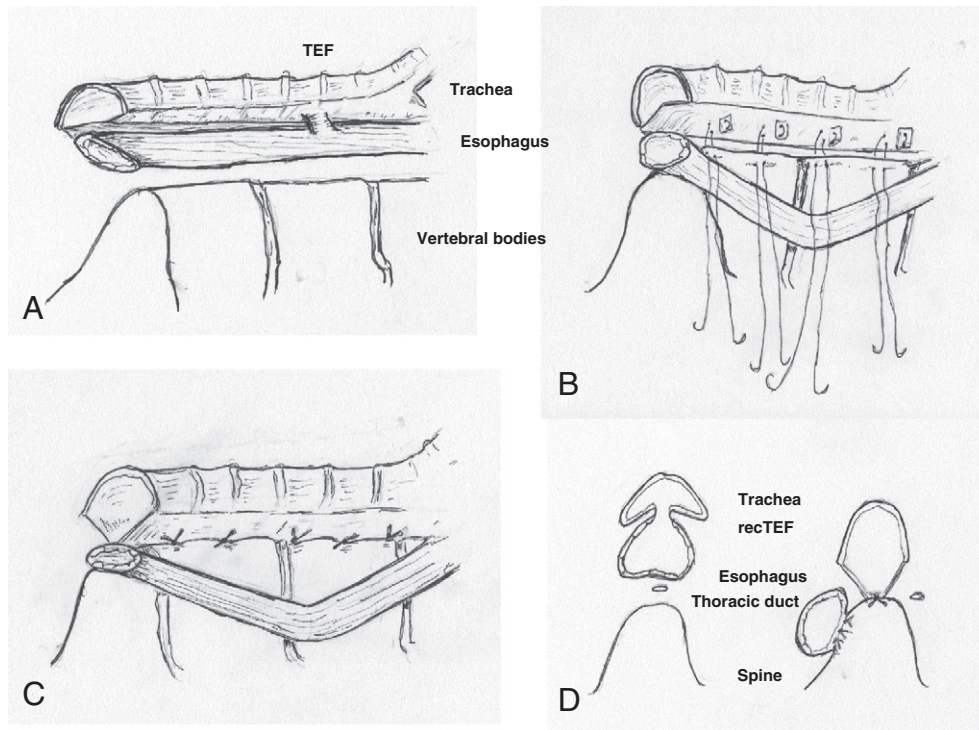 TEF
Trachea
Esophagus
Vertebral bodies
A
B
C
Trachea
recTEF
Esophagus
Thoracic duct
Spine
D